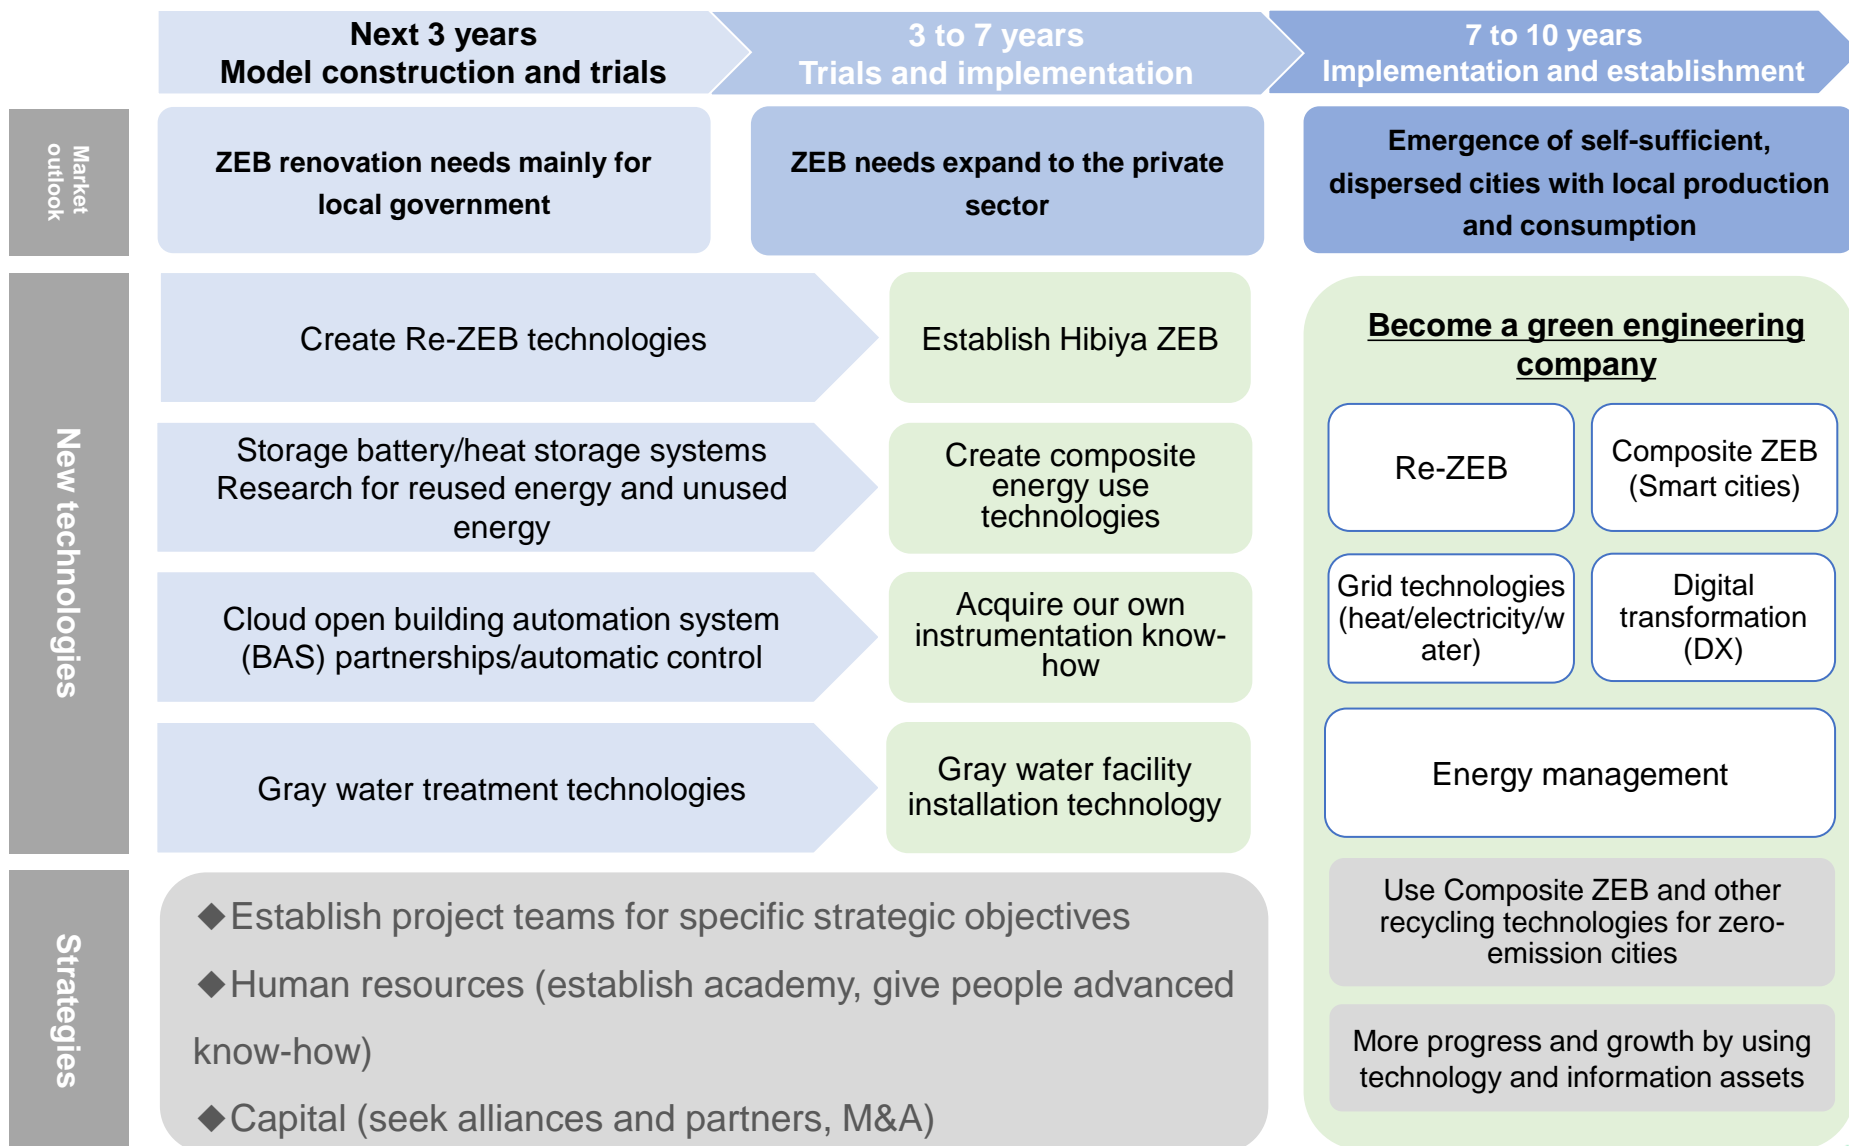 Next 3 years
Model construction and trials
3 to 7 years
Trials and implementation
7 to 10 years
Implementation and establishment
Market
outlook
ZEB renovation needs mainly for
local government
ZEB needs expand to the private
sector
Emergence of self-sufficient,
dispersed cities with local production
and consumption
New technologies
Create Re-ZEB technologies
Establish Hibiya ZEB
Storage battery/heat storage systems
Research for reused energy and unused
energy
Create composite
energy use
technologies
Cloud open building automation system
(BAS) partnerships/automatic control
Acquire our own
instrumentation know-
how
Gray water treatment technologies
Gray water facility
installation technology
Become a green engineering
company
Re-ZEB
Composite ZEB
(Smart cities)
Grid technologies
(heat/electricity/w
ater)
Digital
transformation
(DX)
Energy management
Strategies
◆Establish project teams for specific strategic objectives
◆Human resources (establish academy, give people advanced
know-how)
◆Capital (seek alliances and partners, M&A)
Use Composite ZEB and other
recycling technologies for zero-
emission cities
More progress and growth by using
technology and information assets